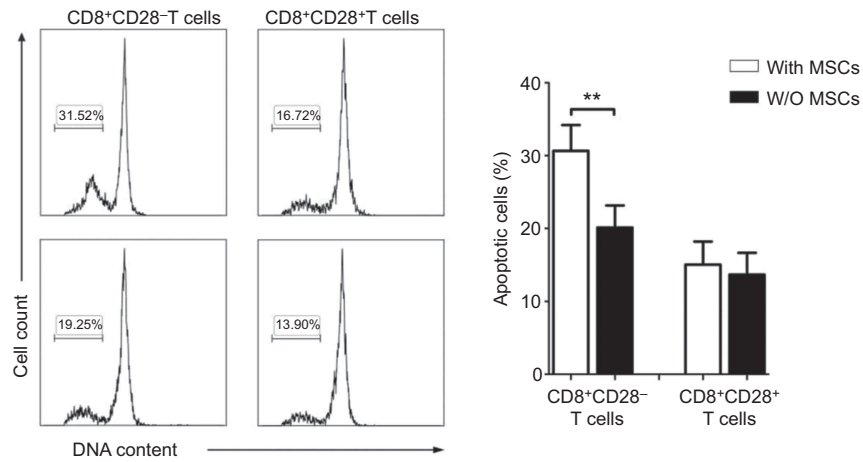 CD8⁺CD28⁻T cells
CD8⁺CD28⁺T cells
31.52%
16.72%
19.25%
13.90%
Cell count
DNA content
With MSCs
W/O MSCs
**
Apoptotic cells (%)
40
30
20
10
0
CD8⁺CD28⁻
T cells
CD8⁺CD28⁺
T cells